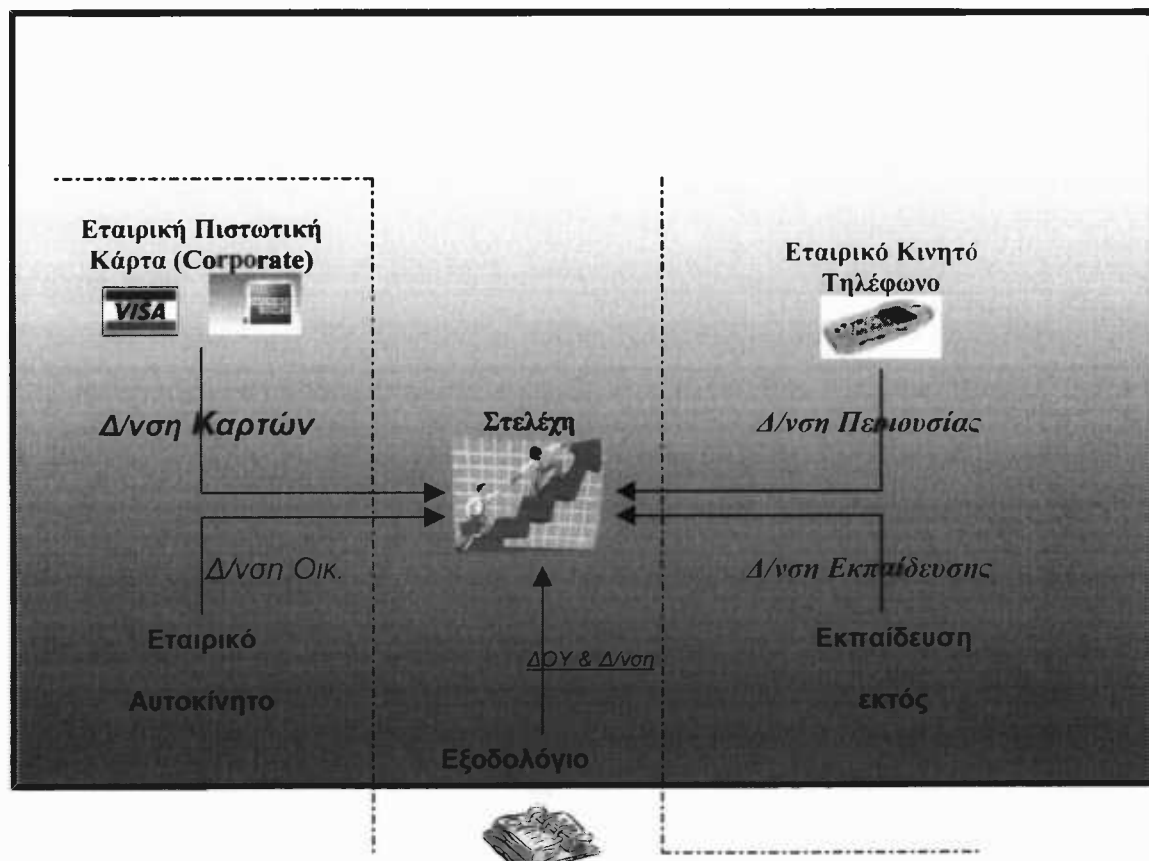 Εταιρική Πιστωτική
Κάρτα (Corporate)
VISA
Δ/νση Καρτών
Στελέχη
Εταιρικό Κινητό
Τηλέφωνο
Δ/νση Περιουσίας
Δ/νση Οικ.
Δ/νση Εκπαίδευσης
Εταιρικό
Αυτοκίνητο
ΔΟΥ & Δ/νση
Εκπαίδευση
εκτός
Εξοδολόγιο